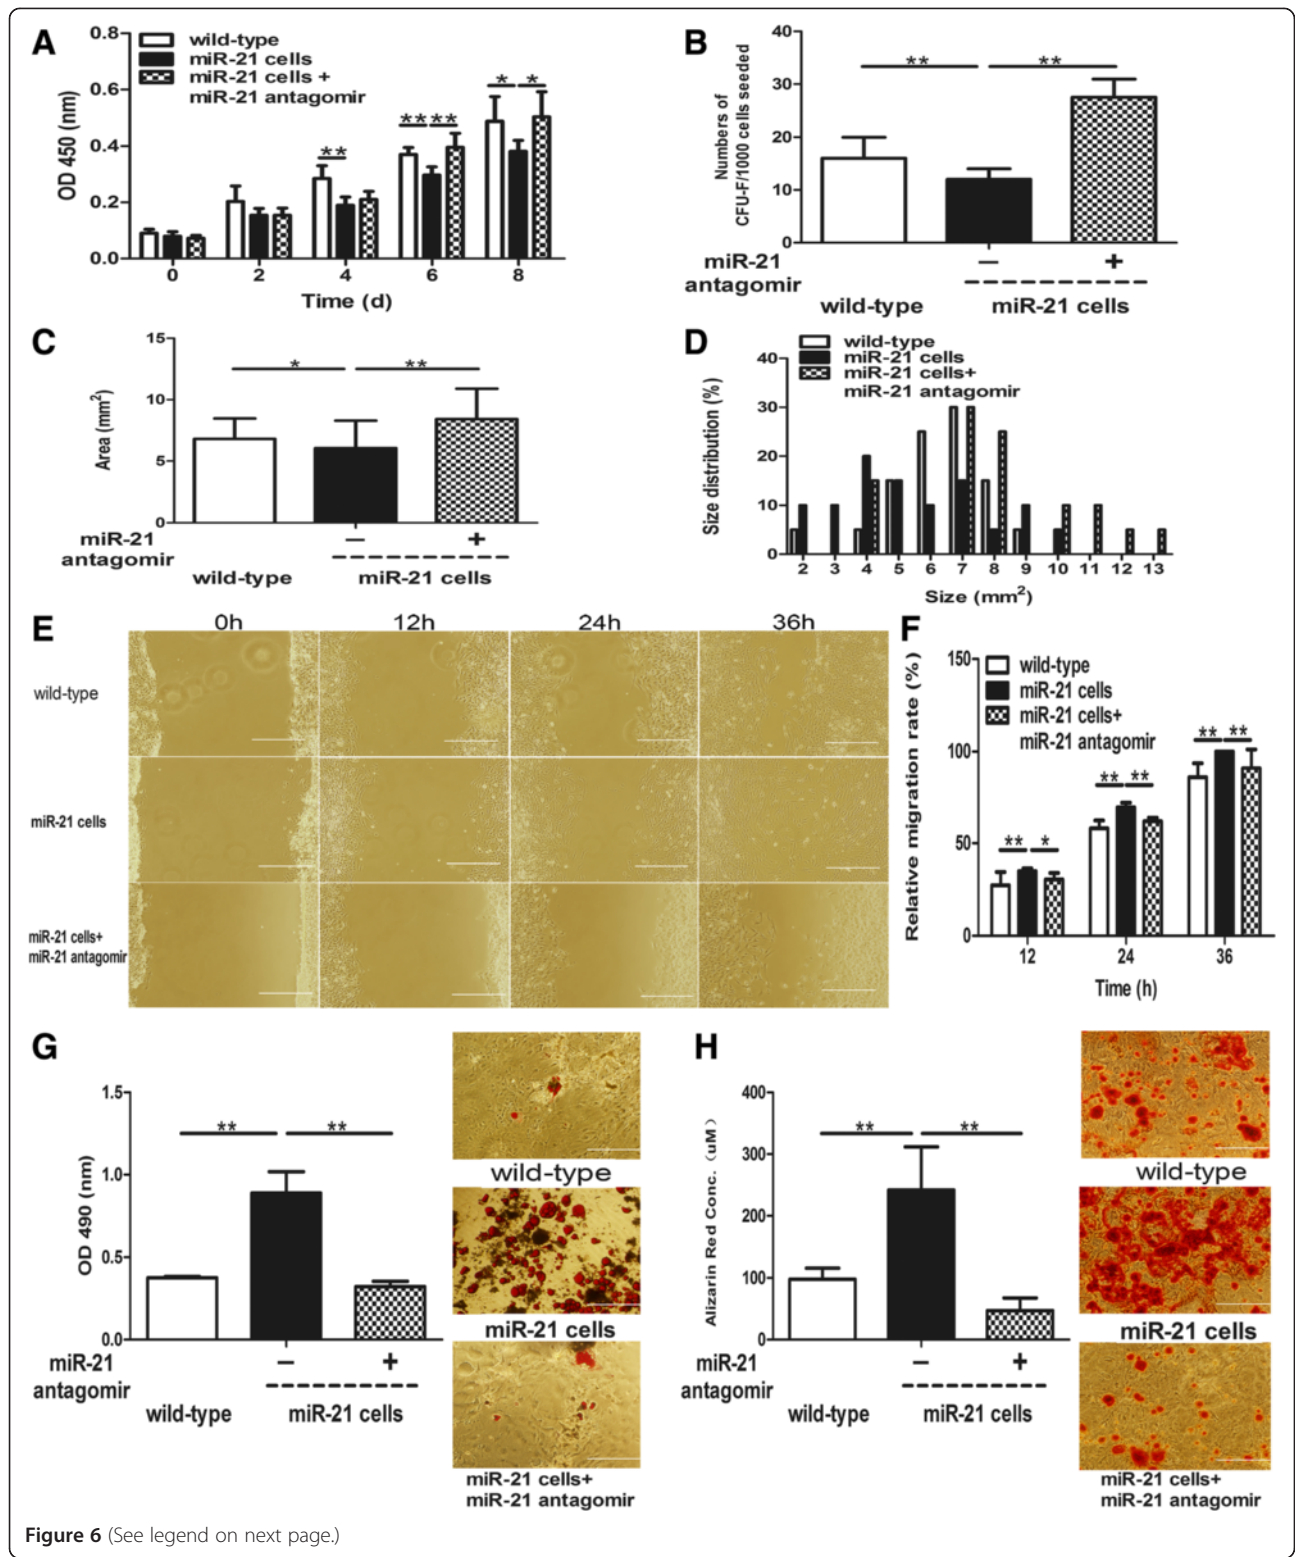 A
0.8
0.6
0.4
0.2
0.0
OD 450 (nm)
wild-type
miR-21 cells
miR-21 cells +
miR-21 antagomir
**
** **
* *
0 2 4 6 8
Time (d)
B
40
30
20
10
0
Numbers of
CFU-F/1000 cells seeded
** **
miR-21
antagomir
− +
wild-type miR-21 cells
C
15
10
5
0
Area (mm2)
* **
miR-21
antagomir
− +
wild-type miR-21 cells
D
wild-type
miR-21 cells
miR-21 cells+
miR-21 antagomir
40
30
20
10
0
Size distribution (%)
2 3 4 5 6 7 8 9 10 11 12 13
Size (mm2)
E
0h 12h 24h 36h
wild-type
miR-21 cells
miR-21 cells+
miR-21 antagomir
F
150
100
50
0
Relative migration rate (%)
wild-type
miR-21 cells
miR-21 cells+
miR-21 antagomir
** *
** **
** **
12 24 36
Time (h)
G
1.5
1.0
0.5
0.0
OD 490 (nm)
** **
miR-21
antagomir
− +
wild-type miR-21 cells
wild-type
miR-21 cells
miR-21 cells+
miR-21 antagomir
H
400
300
200
100
0
Alizarin Red Conc. (uM)
** **
miR-21
antagomir
− +
wild-type miR-21 cells
wild-type
miR-21 cells
miR-21 cells+
miR-21 antagomir
Figure 6 (See legend on next page.)